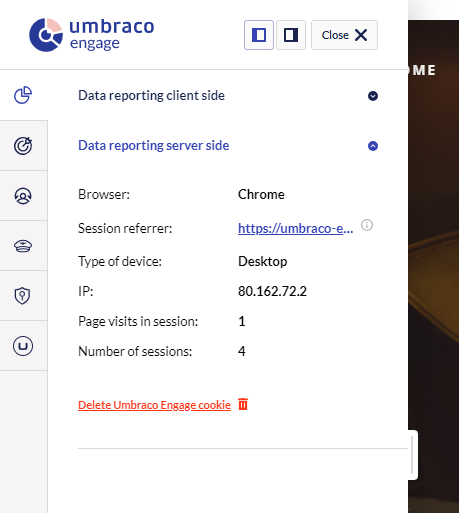 umbraco
engage
Close
OME
Data reporting client side
Data reporting server side
Browser: Chrome
Session referrer: https://umbraco-e...
Type of device: Desktop
IP: 80.162.72.2
Page visits in session: 1
Number of sessions: 4
Delete Umbraco Engage cookie